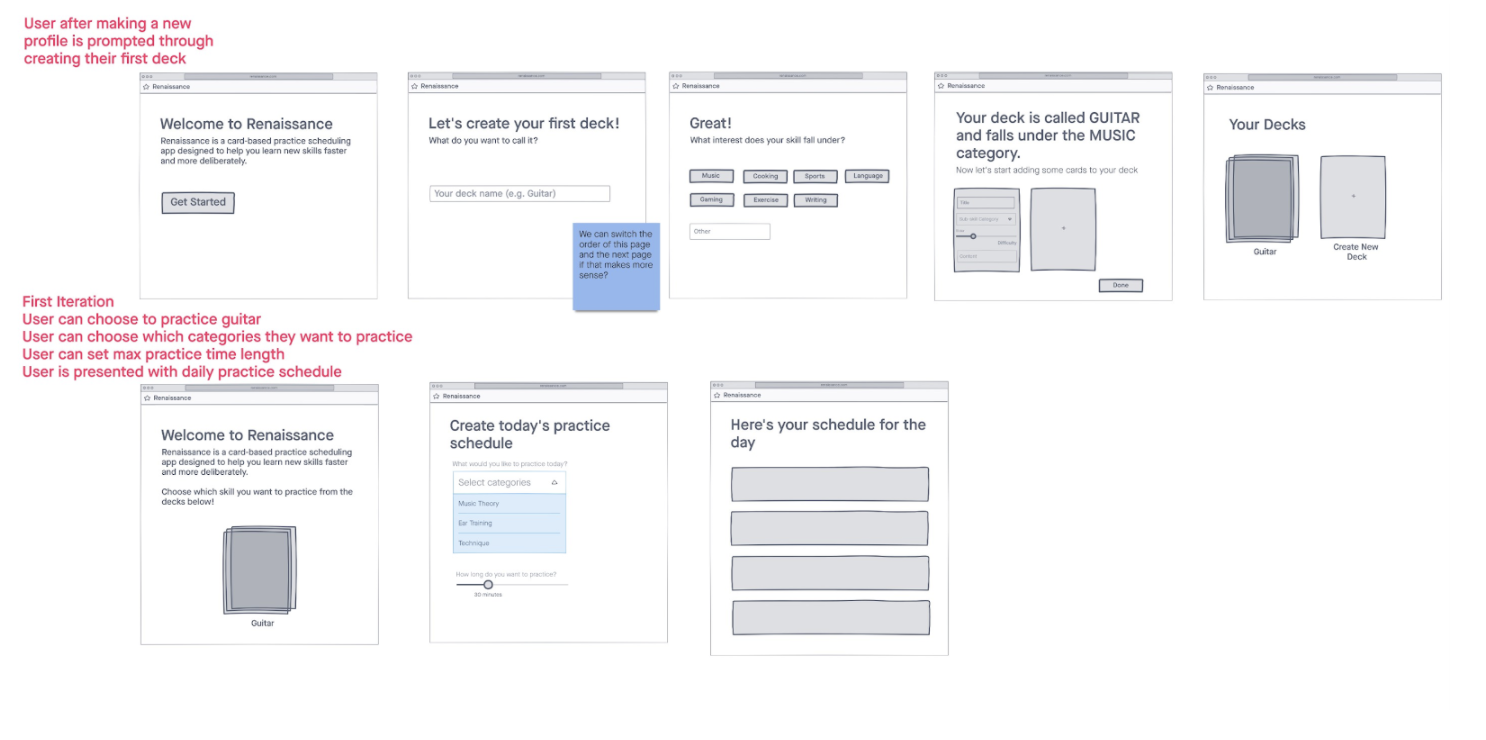 User after making a new
profile is prompted through
creating their first deck
Renaissance
Welcome to Renaissance
Renaissance is a card-based practice scheduling
app designed to help you learn new skills faster
and more deliberately.
Get Started
Renaissance
Let's create your first deck!
What do you want to call it?
Your deck name (e.g. Guitar)
We can switch the
order of this page
and the next page
if that makes more
sense?
Renaissance
Great!
What interest does your skill fall under?
Music
Cooking
Sports
Language
Gaming
Exercise
Writing
Other
Renaissance
Your deck is called GUITAR
and falls under the MUSIC
category.
Now let's start adding some cards to your deck
Title
Difficulty
Content
+
Done
Renaissance
Your Decks
+
Guitar
Create New
Deck
First Iteration
User can choose to practice guitar
User can choose which categories they want to practice
User can set max practice time length
User is presented with daily practice schedule
Renaissance
Welcome to Renaissance
Renaissance is a card-based practice scheduling
app designed to help you learn new skills faster
and more deliberately.
Choose which skill you want to practice from the
decks below!
Guitar
Renaissance
Create today's practice
schedule
What would you like to practice today?
Select categories
Music Theory
Ear Training
Technique
How long do you want to practice?
30 minutes
Renaissance
Here's your schedule for the
day